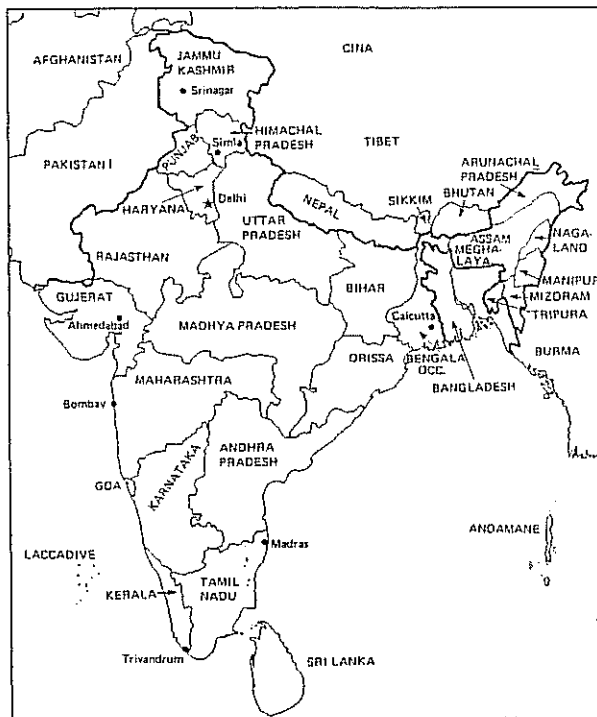 AFGHANISTAN
JAMMU
KASHMIR
Srinagar
CINA
HIMACHAL
PRADESH
PUNJAB
Simla
TIBET
PAKISTAN
ARUNACHAL
PRADESH
BHUTAN
HARYANA
Delhi
NEPAL
SIKKIM
UTTAR
PRADESH
ASSAM
NAGA-
LAND
MEGHA-
LAYA
RAJASTHAN
BIHAR
MANIPUR
GUJERAT
MIZORAM
Ahmedabad
MADHYA PRADESH
Calcutta
TRIPURA
ORISSA
BENGALA
OCC.
BURMA
BANGLADESH
MAHARASHTRA
Bombay
ANDHRA
PRADESH
KARNATAKA
GOA
ANDAMANE
Madras
LACCADIVE
TAMIL
NADU
KERALA
Trivandrum
SRI LANKA